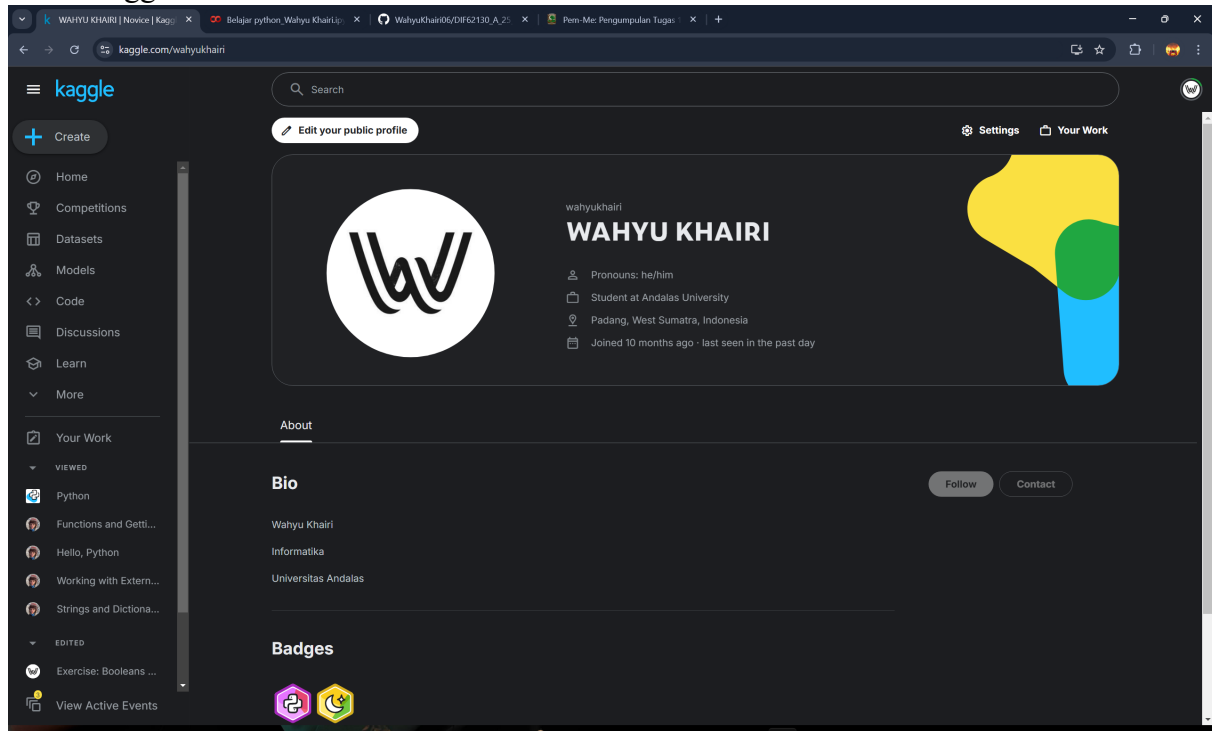 WAHYU KHAIRI | Novice | Kagg
Belajar python_Wahyu Khairi.ip
WahyuKhairi06/DIF62130_A_25
Pem-Me: Pengumpulan Tugas
kaggle.com/wahyukhairi
kaggle
Search
Create
Edit your public profile
Settings
Your Work
Home
Competitions
Datasets
Models
Code
Discussions
Learn
More
Your Work
VIEWED
Python
Functions and Getti...
Hello, Python
Working with Extern...
Strings and Dictiona...
EDITED
Exercise: Booleans ...
3
View Active Events
wahyukhairi
WAHYU KHAIRI
Pronouns: he/him
Student at Andalas University
Padang, West Sumatra, Indonesia
Joined 10 months ago · last seen in the past day
About
Bio
Follow
Contact
Wahyu Khairi
Informatika
Universitas Andalas
Badges